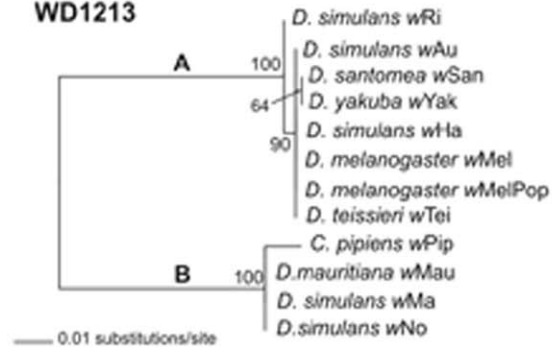 WD1213
D. simulans wRi
A
100
D. simulans wAu
D. santomea wSan
64
D. yakuba wYak
D. simulans wHa
90
D. melanogaster wMel
D. melanogaster wMelPop
D. teissieri wTei
C. pipiens wPip
B
100
D.mauritiana wMau
D. simulans wMa
D.simulans wNo
0.01 substitutions/site